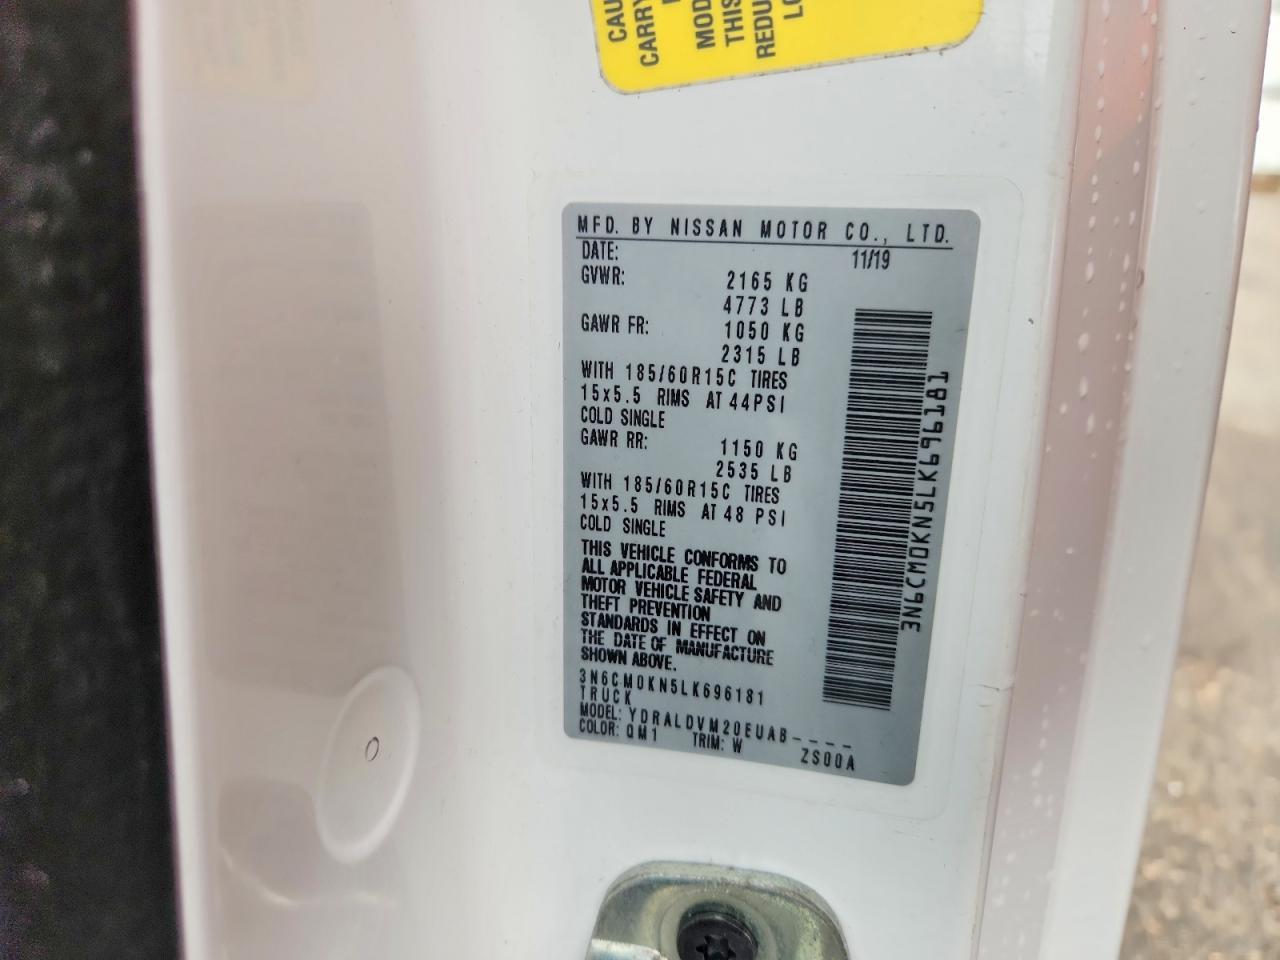 CAU
CARRY
MOD
THIS
REDU
LO
MFD. BY NISSAN MOTOR CO., LTD.
DATE: 11/19
GVWR: 2165 KG
4773 LB
GAWR FR: 1050 KG
2315 LB
WITH 185/60R15C TIRES
15x5.5 RIMS AT 44PSI
COLD SINGLE
GAWR RR: 1150 KG
2535 LB
WITH 185/60R15C TIRES
15x5.5 RIMS AT 48 PSI
COLD SINGLE
THIS VEHICLE CONFORMS TO
ALL APPLICABLE FEDERAL
MOTOR VEHICLE SAFETY AND
THEFT PREVENTION
STANDARDS IN EFFECT ON
THE DATE OF MANUFACTURE
SHOWN ABOVE.
3N6CM0KN5LK696181
TRUCK
MODEL: YDRALDVM20EUAB----
COLOR: QM1 TRIM: W ZS00A
3N6CM0KN5LK696181